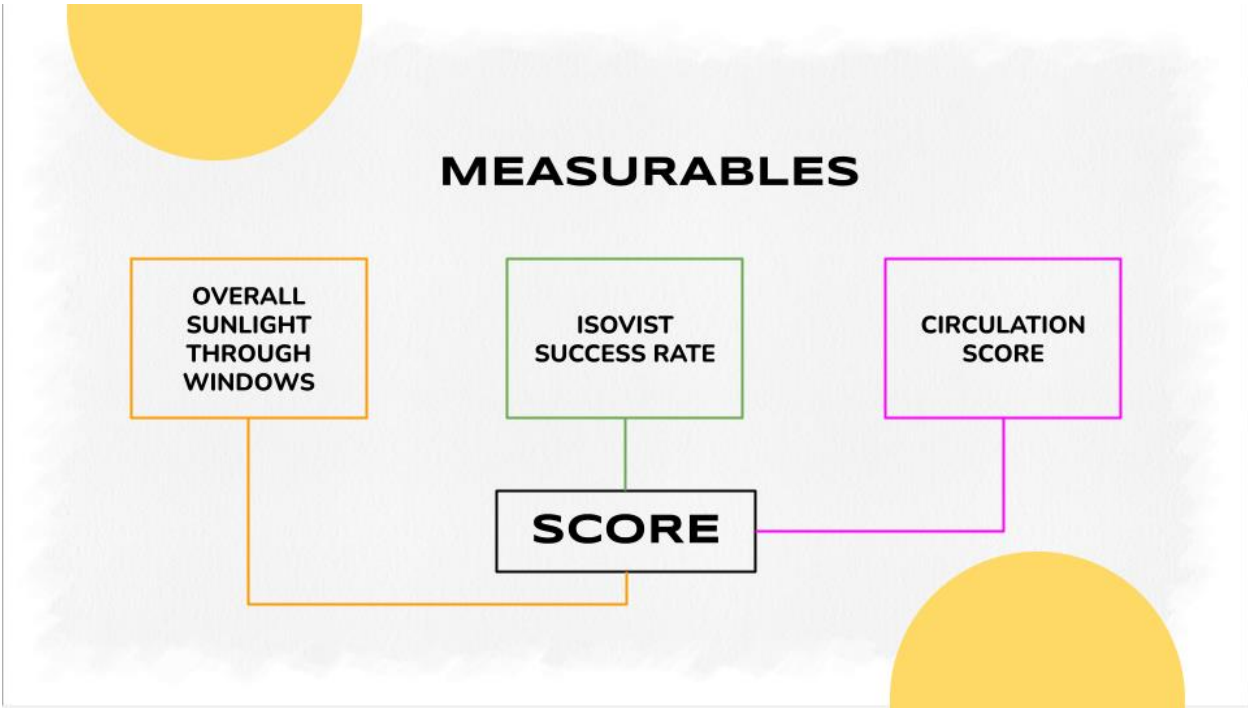 MEASURABLES
OVERALL
SUNLIGHT
THROUGH
WINDOWS
ISOVIST
SUCCESS RATE
CIRCULATION
SCORE
SCORE